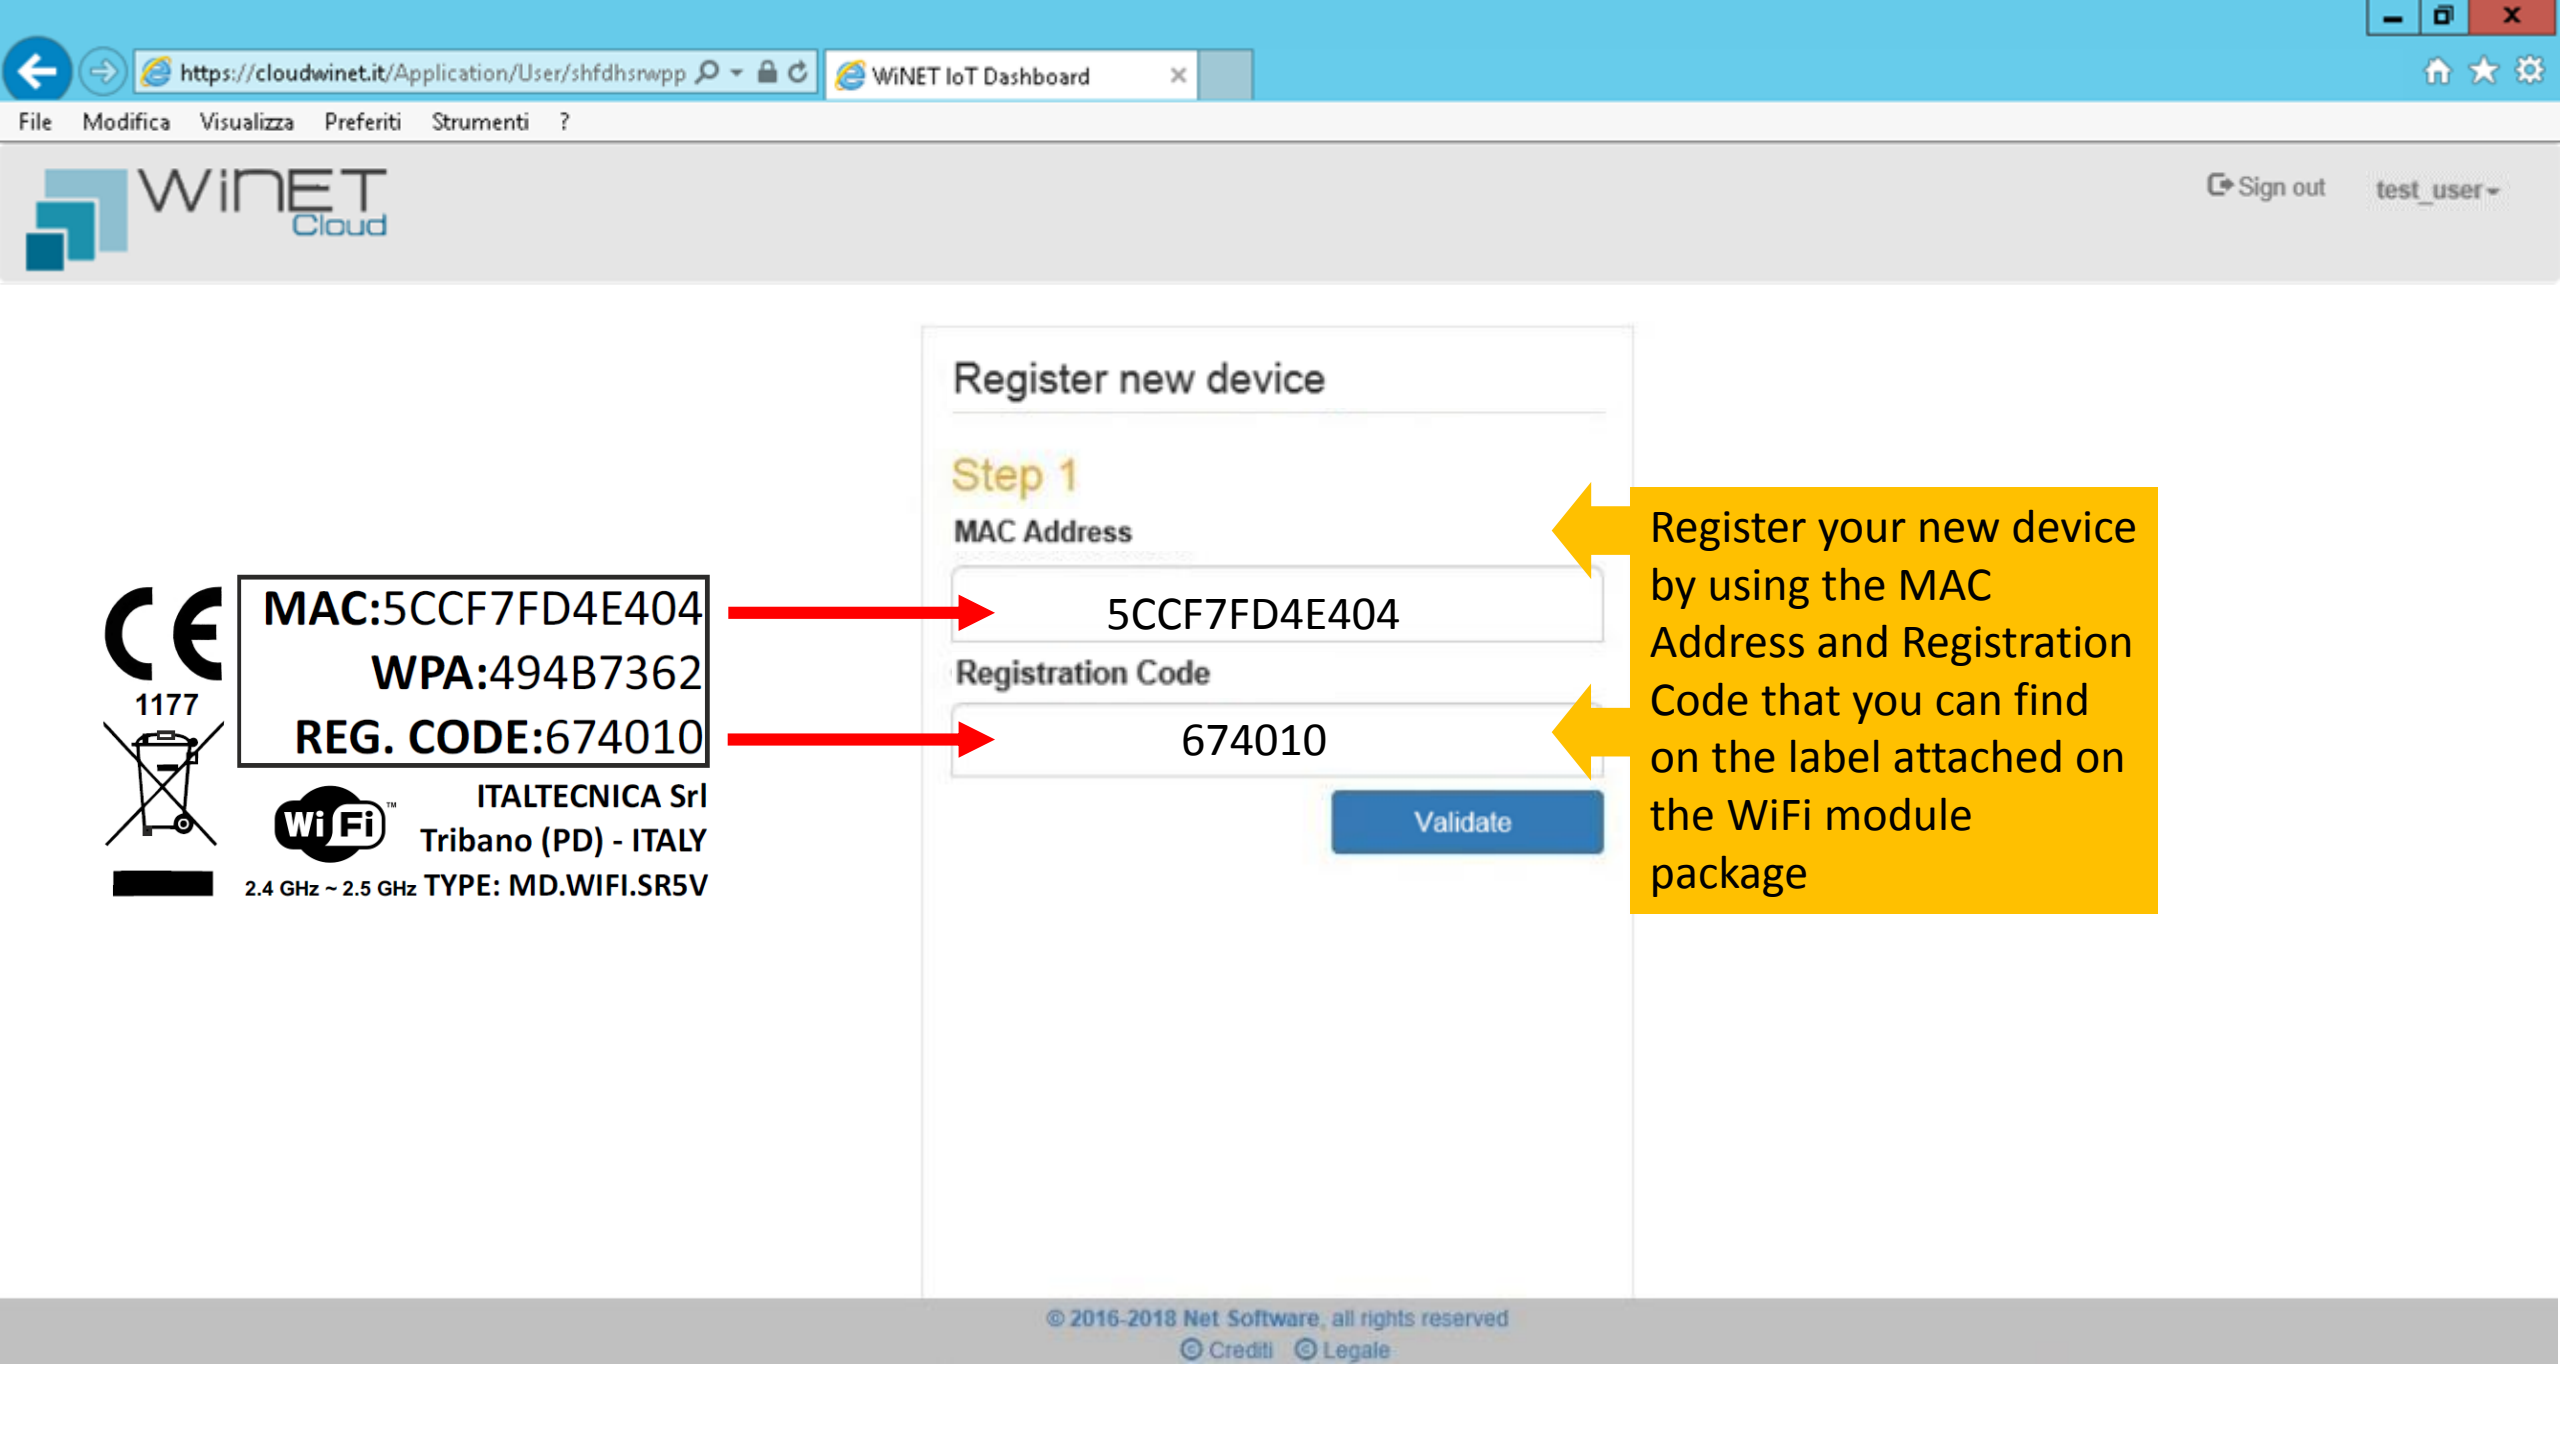 https://cloudwinet.it/Application/User/shfdhsrwpp
WiNET IoT Dashboard
File Modifica Visualizza Preferiti Strumenti ?
WiNET
Cloud
Sign out test_user
Register new device
Step 1
MAC Address
5CCF7FD4E404
Registration Code
674010
Validate
MAC:5CCF7FD4E404
WPA:494B7362
REG. CODE:674010
CE
1177
Wi Fi ™
ITALTECNICA Srl
Tribano (PD) - ITALY
2.4 GHz ~ 2.5 GHz TYPE: MD.WIFI.SR5V
Register your new device
by using the MAC
Address and Registration
Code that you can find
on the label attached on
the WiFi module
package
© 2016-2018 Net Software, all rights reserved
© Crediti © Legale